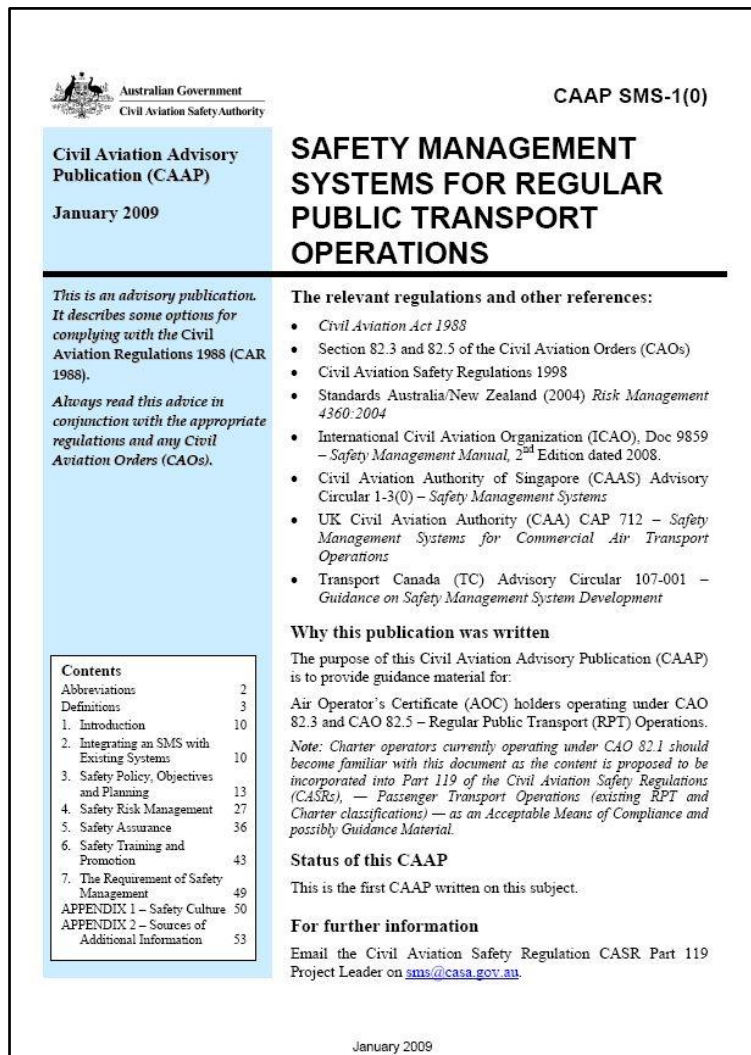 Australian Government
Civil Aviation Safety Authority
CAAP SMS-1(0)
Civil Aviation Advisory
Publication (CAAP)
January 2009
SAFETY MANAGEMENT
SYSTEMS FOR REGULAR
PUBLIC TRANSPORT
OPERATIONS
This is an advisory publication.
It describes some options for
complying with the Civil
Aviation Regulations 1988 (CAR
1988).
Always read this advice in
conjunction with the appropriate
regulations and any Civil
Aviation Orders (CAOs).
Contents
Abbreviations 2
Definitions 3
1. Introduction 10
2. Integrating an SMS with
Existing Systems 10
3. Safety Policy, Objectives
and Planning 13
4. Safety Risk Management 27
5. Safety Assurance 36
6. Safety Training and
Promotion 43
7. The Requirement of Safety
Management 49
APPENDIX 1 – Safety Culture 50
APPENDIX 2 – Sources of
Additional Information 53
The relevant regulations and other references:
• Civil Aviation Act 1988
• Section 82.3 and 82.5 of the Civil Aviation Orders (CAOs)
• Civil Aviation Safety Regulations 1998
• Standards Australia/New Zealand (2004) Risk Management
4360:2004
• International Civil Aviation Organization (ICAO), Doc 9859
– Safety Management Manual, 2nd Edition dated 2008.
• Civil Aviation Authority of Singapore (CAAS) Advisory
Circular 1-3(0) – Safety Management Systems
• UK Civil Aviation Authority (CAA) CAP 712 – Safety
Management Systems for Commercial Air Transport
Operations
• Transport Canada (TC) Advisory Circular 107-001 –
Guidance on Safety Management System Development
Why this publication was written
The purpose of this Civil Aviation Advisory Publication (CAAP)
is to provide guidance material for:
Air Operator's Certificate (AOC) holders operating under CAO
82.3 and CAO 82.5 – Regular Public Transport (RPT) Operations.
Note: Charter operators currently operating under CAO 82.1 should
become familiar with this document as the content is proposed to be
incorporated into Part 119 of the Civil Aviation Safety Regulations
(CASRs), — Passenger Transport Operations (existing RPT and
Charter classifications) — as an Acceptable Means of Compliance and
possibly Guidance Material.
Status of this CAAP
This is the first CAAP written on this subject.
For further information
Email the Civil Aviation Safety Regulation CASR Part 119
Project Leader on sms@casa.gov.au.
January 2009